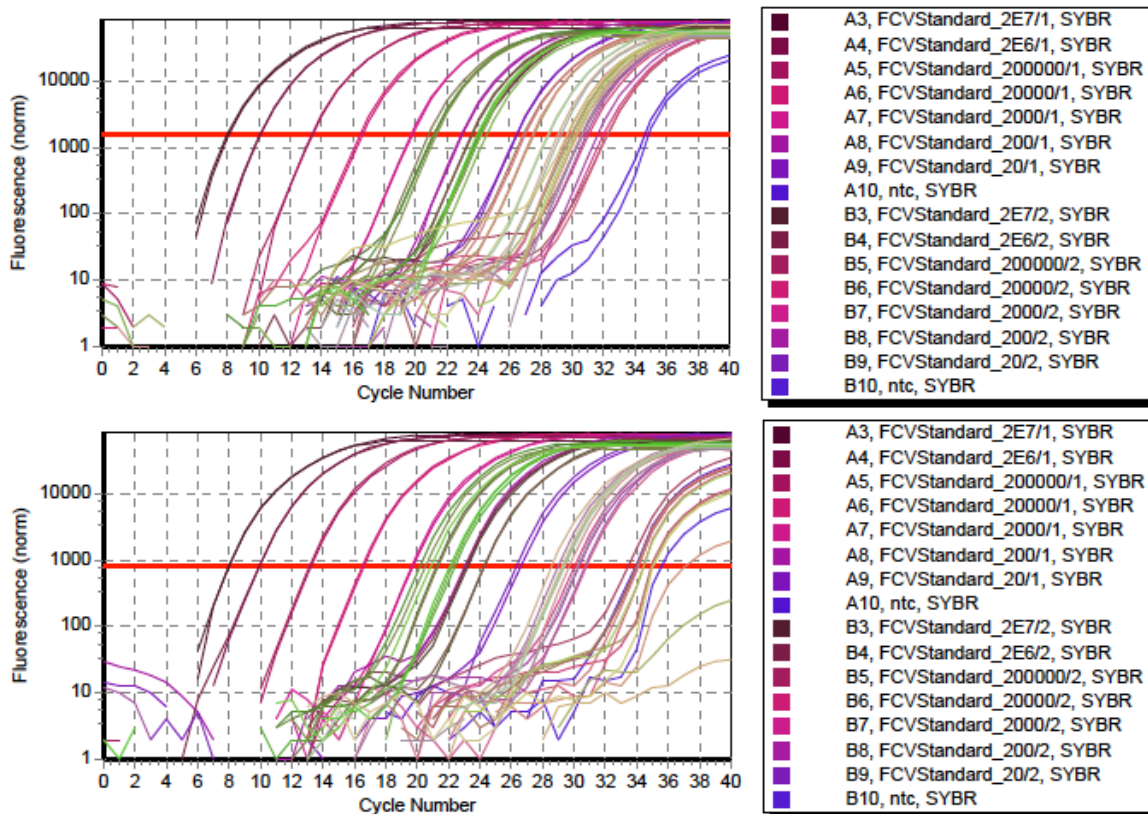 Fluorescence (norm)
10000
1000
100
10
1
0 2 4 6 8 10 12 14 16 18 20 22 24 26 28 30 32 34 36 38 40
Cycle Number
A3, FCVStandard_2E7/1, SYBR
A4, FCVStandard_2E6/1, SYBR
A5, FCVStandard_200000/1, SYBR
A6, FCVStandard_20000/1, SYBR
A7, FCVStandard_2000/1, SYBR
A8, FCVStandard_200/1, SYBR
A9, FCVStandard_20/1, SYBR
A10, ntc, SYBR
B3, FCVStandard_2E7/2, SYBR
B4, FCVStandard_2E6/2, SYBR
B5, FCVStandard_200000/2, SYBR
B6, FCVStandard_20000/2, SYBR
B7, FCVStandard_2000/2, SYBR
B8, FCVStandard_200/2, SYBR
B9, FCVStandard_20/2, SYBR
B10, ntc, SYBR
Fluorescence (norm)
10000
1000
100
10
1
0 2 4 6 8 10 12 14 16 18 20 22 24 26 28 30 32 34 36 38 40
Cycle Number
A3, FCVStandard_2E7/1, SYBR
A4, FCVStandard_2E6/1, SYBR
A5, FCVStandard_200000/1, SYBR
A6, FCVStandard_20000/1, SYBR
A7, FCVStandard_2000/1, SYBR
A8, FCVStandard_200/1, SYBR
A9, FCVStandard_20/1, SYBR
A10, ntc, SYBR
B3, FCVStandard_2E7/2, SYBR
B4, FCVStandard_2E6/2, SYBR
B5, FCVStandard_200000/2, SYBR
B6, FCVStandard_20000/2, SYBR
B7, FCVStandard_2000/2, SYBR
B8, FCVStandard_200/2, SYBR
B9, FCVStandard_20/2, SYBR
B10, ntc, SYBR